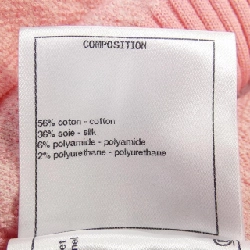 COMPOSITION
56% coton - cotton
36% soie - silk
6% polyamide - polyamide
2% polyurethane - polyurethane